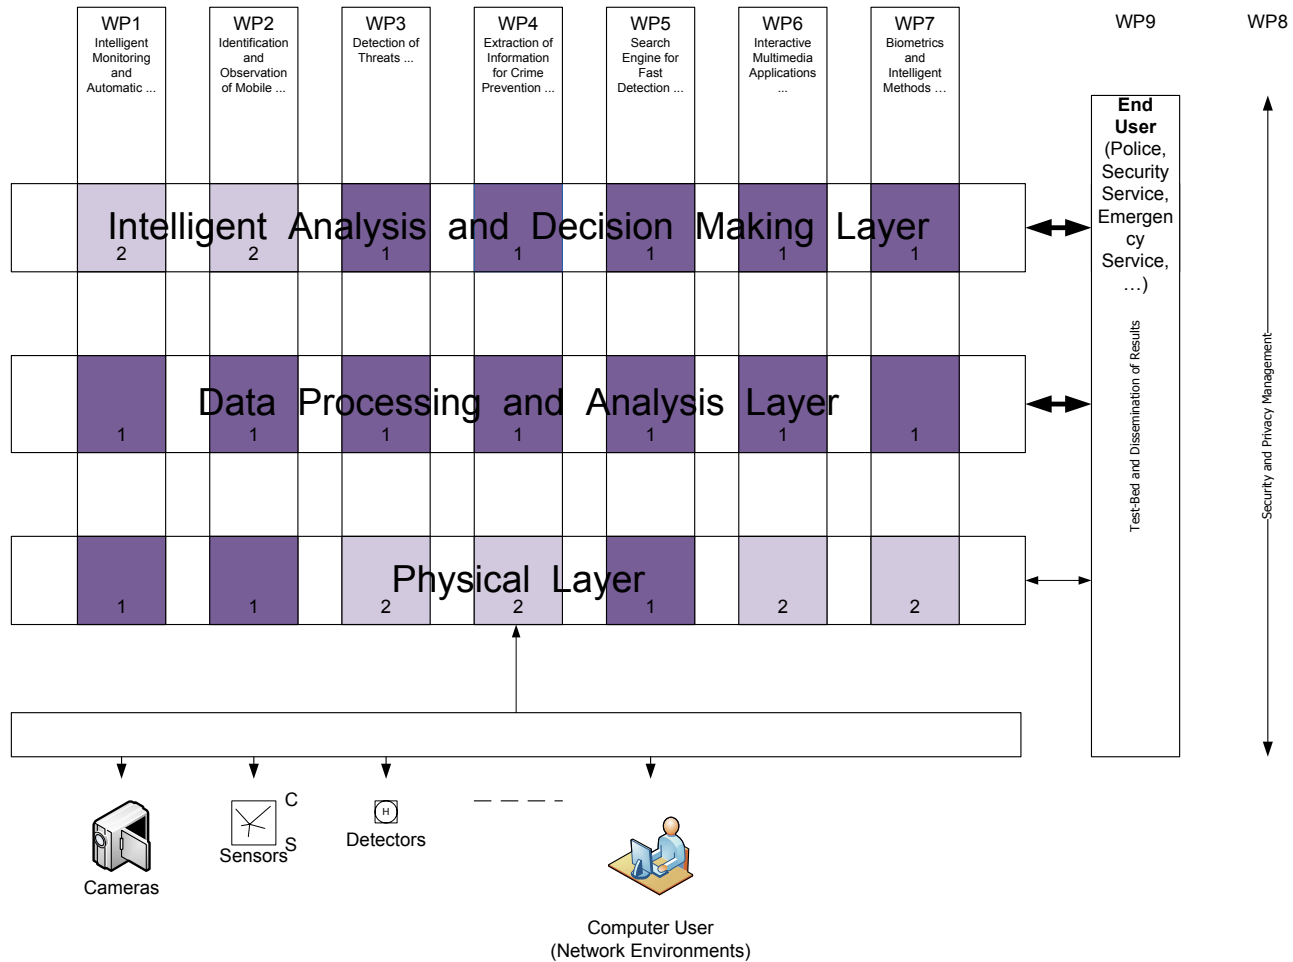 WP1
Intelligent
Monitoring
and
Automatic ...
WP2
Identification
and
Observation
of Mobile ...
WP3
Detection of
Threats ...
WP4
Extraction of
Information
for Crime
Prevention ...
WP5
Search
Engine for
Fast
Detection ...
WP6
Interactive
Multimedia
Applications
...
WP7
Biometrics
and
Intelligent
Methods ...
WP9
WP8
End
User
(Police,
Security
Service,
Emergen
cy
Service,
...)
Intelligent Analysis and Decision Making Layer
2 2 1 1 1 1 1
Data Processing and Analysis Layer
1 1 1 1 1 1 1
Physical Layer
1 1 2 2 1 2 2
Test-Bed and Dissemination of Results
Security and Privacy Management
Cameras
C
S
Sensors
H
Detectors
Computer User
(Network Environments)